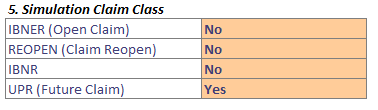 5. Simulation Claim Class
IBNER (Open Claim) No
REOPEN (Claim Reopen) No
IBNR No
UPR (Future Claim) Yes